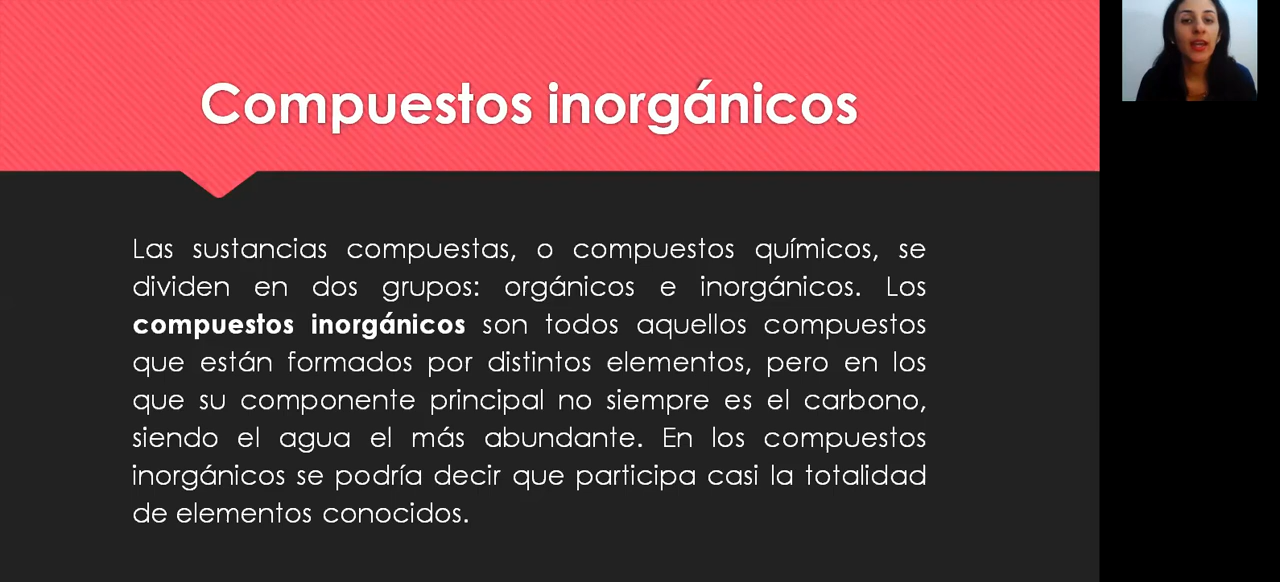 Compuestos inorgánicos
Las sustancias compuestas, o compuestos químicos, se
dividen en dos grupos: orgánicos e inorgánicos. Los
compuestos inorgánicos son todos aquellos compuestos
que están formados por distintos elementos, pero en los
que su componente principal no siempre es el carbono,
siendo el agua el más abundante. En los compuestos
inorgánicos se podría decir que participa casi la totalidad
de elementos conocidos.